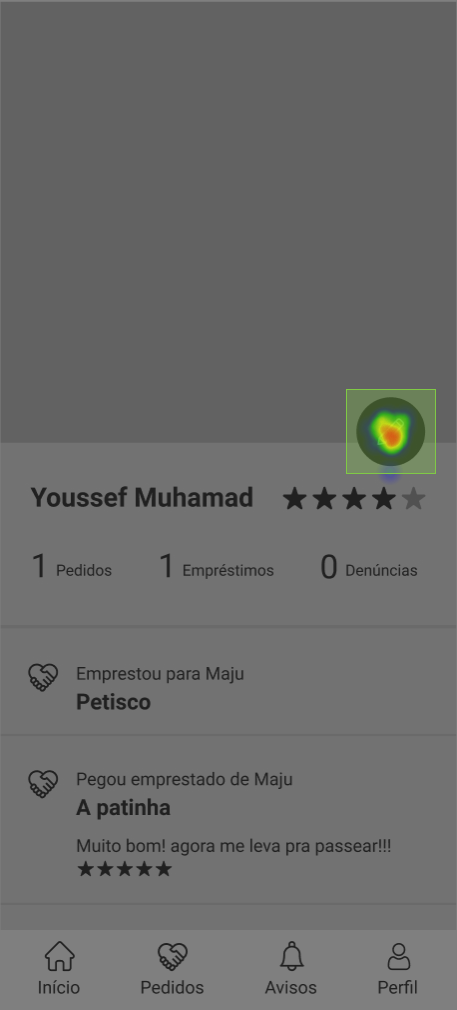 Youssef Muhamad
1 Pedidos 1 Empréstimos 0 Denúncias
Emprestou para Maju
Petisco
Pegou emprestado de Maju
A patinha
Muito bom! agora me leva pra passear!!!
Início Pedidos Avisos Perfil